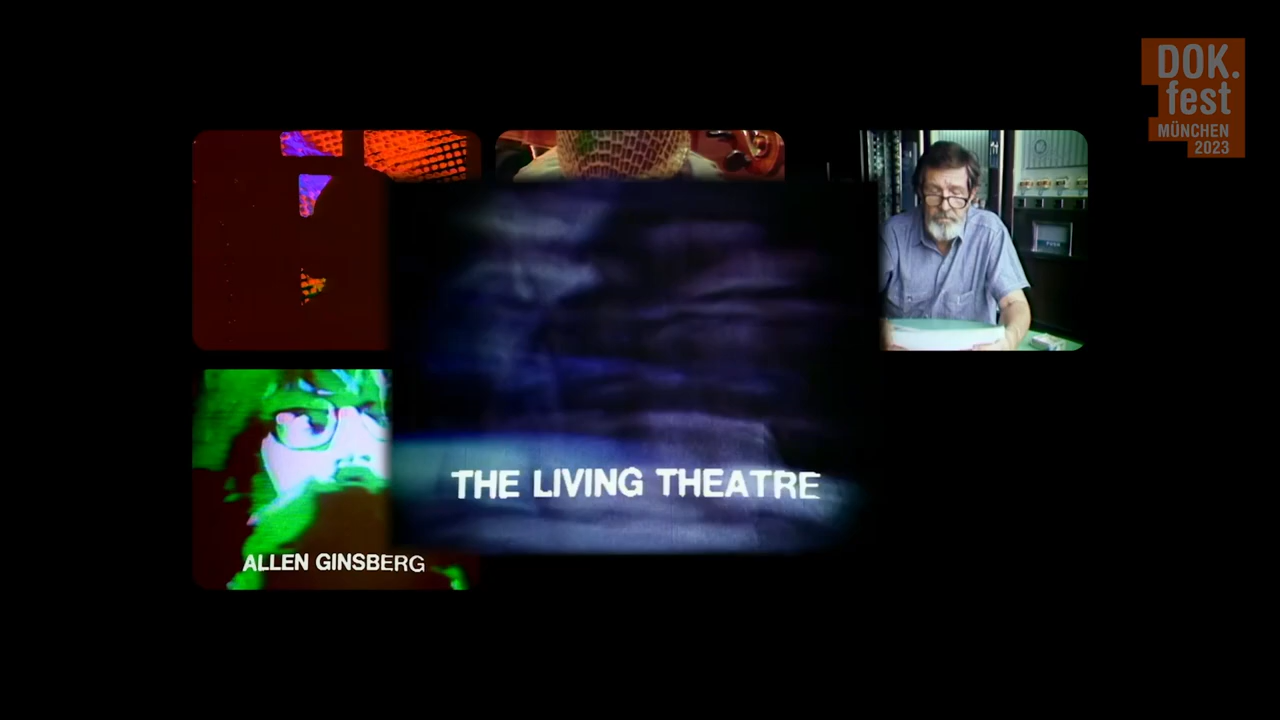 DOK.
fest
MÜNCHEN
2023
THE LIVING THEATRE
ALLEN GINSBERG